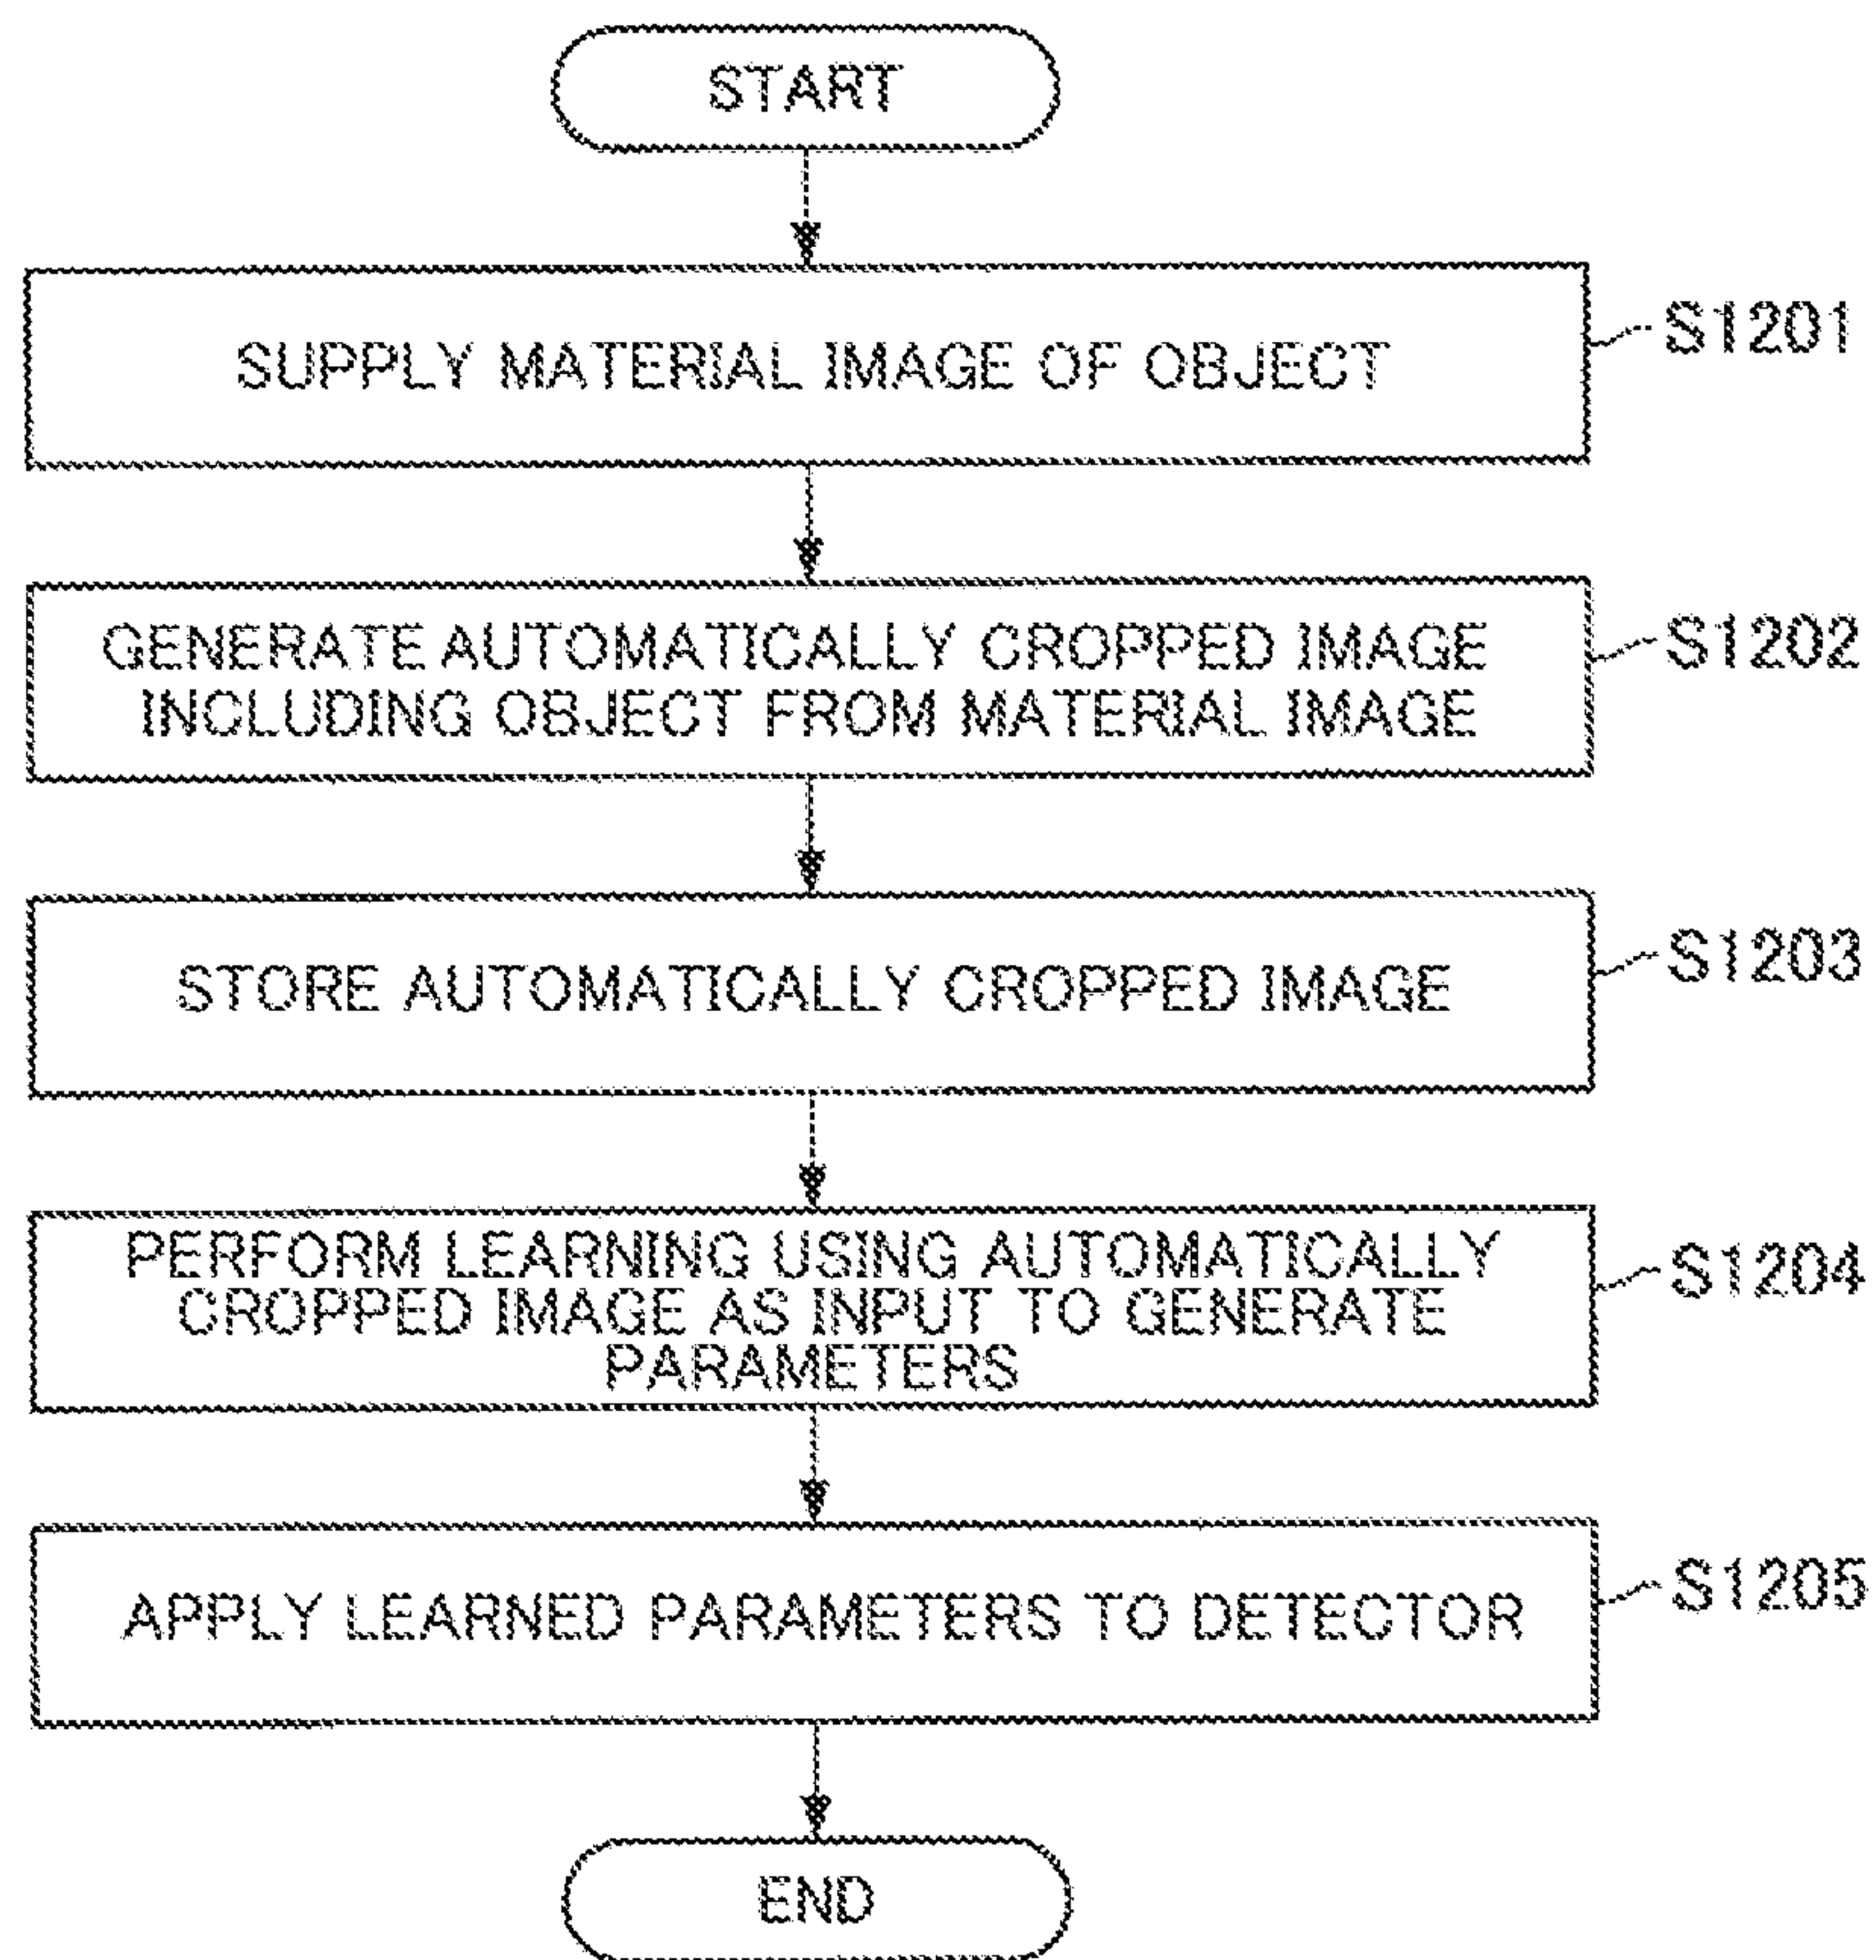 START
SUPPLY MATERIAL IMAGE OF OBJECT
S1201
GENERATE AUTOMATICALLY CROPPED IMAGE
INCLUDING OBJECT FROM MATERIAL IMAGE
S1202
STORE AUTOMATICALLY CROPPED IMAGE
S1203
PERFORM LEARNING USING AUTOMATICALLY
CROPPED IMAGE AS INPUT TO GENERATE
PARAMETERS
S1204
APPLY LEARNED PARAMETERS TO DETECTOR
S1205
END